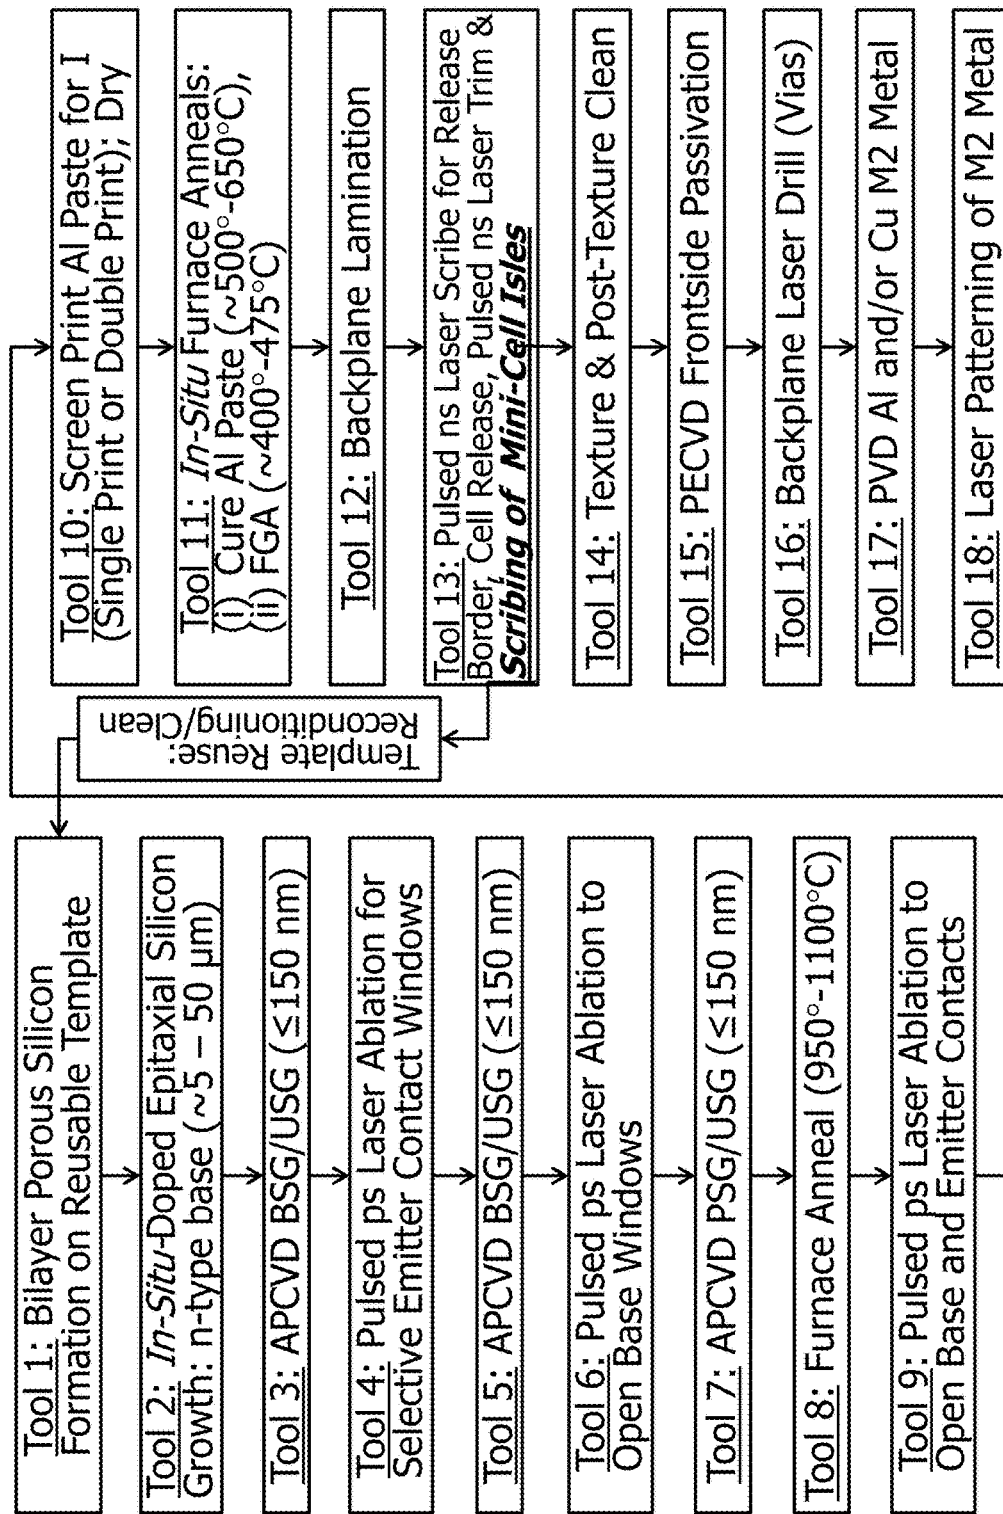 Tool 1: Bilayer Porous Silicon
Formation on Reusable Template
Tool 2: In-Situ-Doped Epitaxial Silicon
Growth: n-type base (~5 – 50 µm)
Tool 3: APCVD BSG/USG (≤150 nm)
Tool 4: Pulsed ps Laser Ablation for
Selective Emitter Contact Windows
Tool 5: APCVD BSG/USG (≤150 nm)
Tool 6: Pulsed ps Laser Ablation to
Open Base Windows
Tool 7: APCVD PSG/USG (≤150 nm)
Tool 8: Furnace Anneal (950°-1100°C)
Tool 9: Pulsed ps Laser Ablation to
Open Base and Emitter Contacts
Template Reuse:
Reconditioning/Clean
Tool 10: Screen Print Al Paste for I
(Single Print or Double Print); Dry
Tool 11: In-Situ Furnace Anneals:
(i) Cure Al Paste (~500°-650°C),
(ii) FGA (~400°-475°C)
Tool 12: Backplane Lamination
Tool 13: Pulsed ns Laser Scribe for Release
Border, Cell Release, Pulsed ns Laser Trim &
Scribing of Mini-Cell Isles
Tool 14: Texture & Post-Texture Clean
Tool 15: PECVD Frontside Passivation
Tool 16: Backplane Laser Drill (Vias)
Tool 17: PVD Al and/or Cu M2 Metal
Tool 18: Laser Patterning of M2 Metal